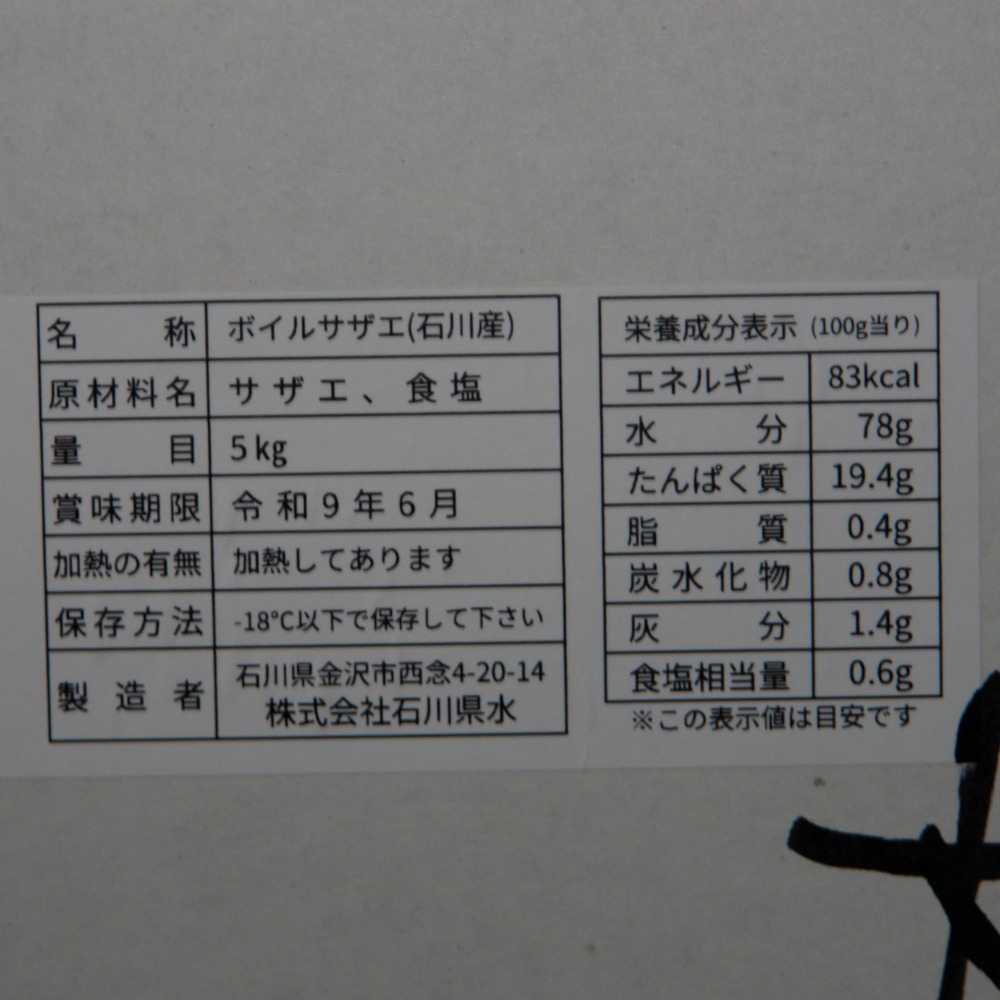 名称 ボイルサザエ(石川産)
原材料名 サザエ、食塩
量目 5kg
賞味期限 令和9年6月
加熱の有無 加熱してあります
保存方法 -18℃以下で保存して下さい
製造者 石川県金沢市西念4-20-14
株式会社石川県水
栄養成分表示 (100g当り)
エネルギー 83kcal
水分 78g
たんぱく質 19.4g
脂質 0.4g
炭水化物 0.8g
灰分 1.4g
食塩相当量 0.6g
※この表示値は目安です